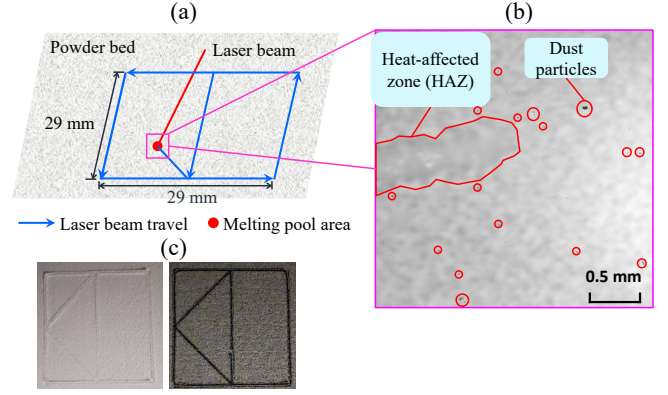 (a)
Powder bed
Laser beam
29 mm
29 mm
Laser beam travel
Melting pool area
(b)
Heat-affected
zone (HAZ)
Dust
particles
0.5 mm
(c)